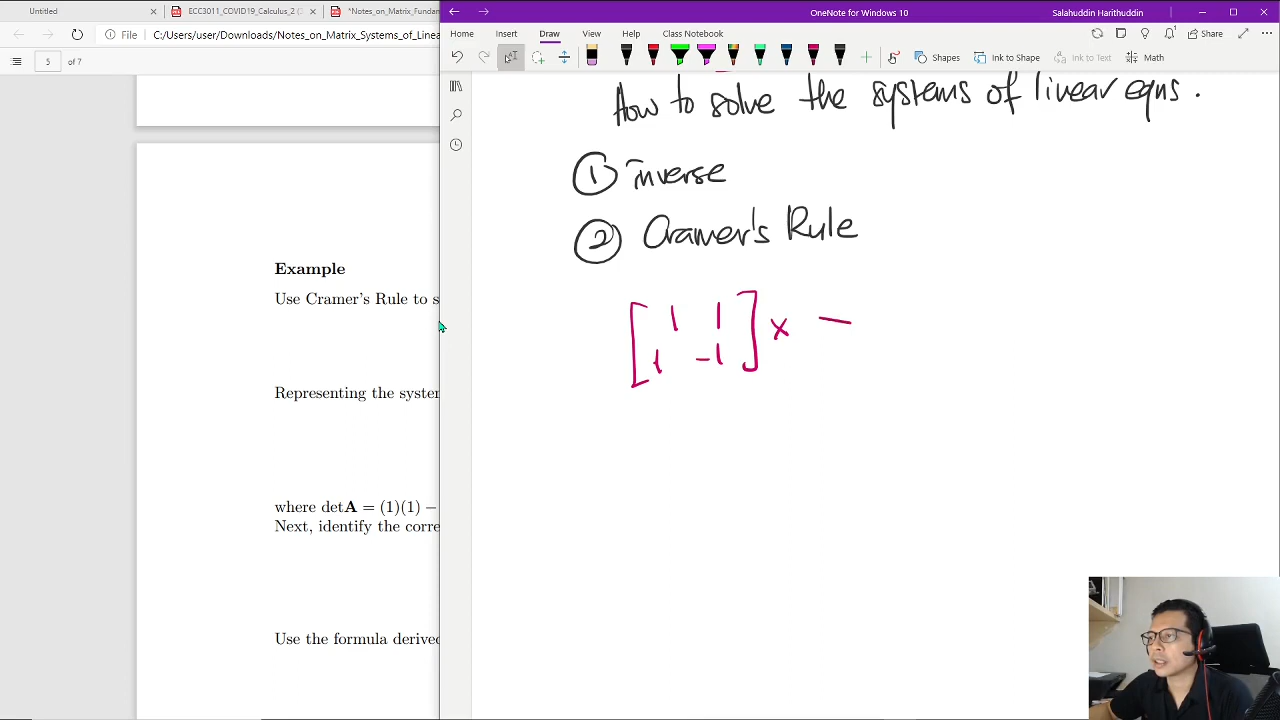 Untitled
ECC3011_COVID19_Calculus_2 (
*Notes_on_Matrix_Fundam
OneNote for Windows 10
Salahuddin Harithuddin
File
C:/Users/user/Downloads/Notes_on_Matrix_Systems_of_Linea
Home
Insert
Draw
View
Help
Class Notebook
Share
5
of 7
Shapes
Ink to Shape
Ink to Text
Math
How to solve the systems of linear eqns.
① inverse
② Cramer's Rule
[ 1 1
1 -1 ] x —
Example
Use Cramer's Rule to s
Representing the system
where detA = (1)(1) −
Next, identify the corre
Use the formula derived